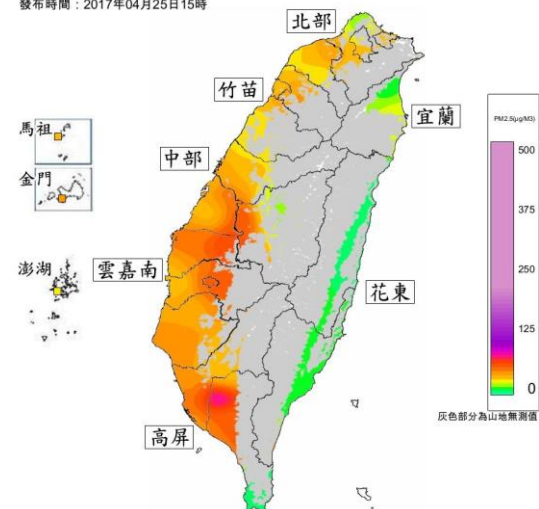 發布時間：2017年04月25日15時
北部
竹苗
宜蘭
馬祖
中部
金門
澎湖
雲嘉南
花東
高屏
PM2.5(μg/M3)
500
250
125
0
灰色部分為山地無測值